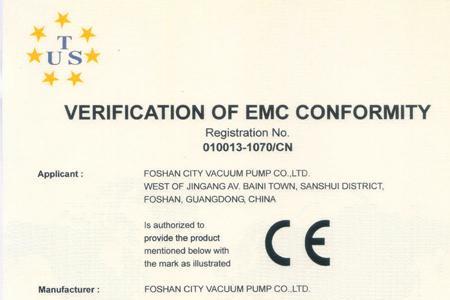 T
U S
VERIFICATION OF EMC CONFORMITY
Registration No.
010013-1070/CN
Applicant : FOSHAN CITY VACUUM PUMP CO.,LTD.
WEST OF JINGANG AV. BAINI TOWN, SANSHUI DISTRICT,
FOSHAN, GUANGDONG, CHINA
Is authorized to
provide the product
mentioned below with
the mark as illustrated
CE
Manufacturer : FOSHAN CITY VACUUM PUMP CO.,LTD.